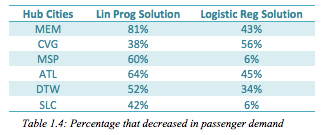 Hub Cities Lin Prog Solution Logistic Reg Solution
MEM 81% 43%
CVG 38% 56%
MSP 60% 6%
ATL 64% 45%
DTW 52% 34%
SLC 42% 6%
Table 1.4: Percentage that decreased in passenger demand